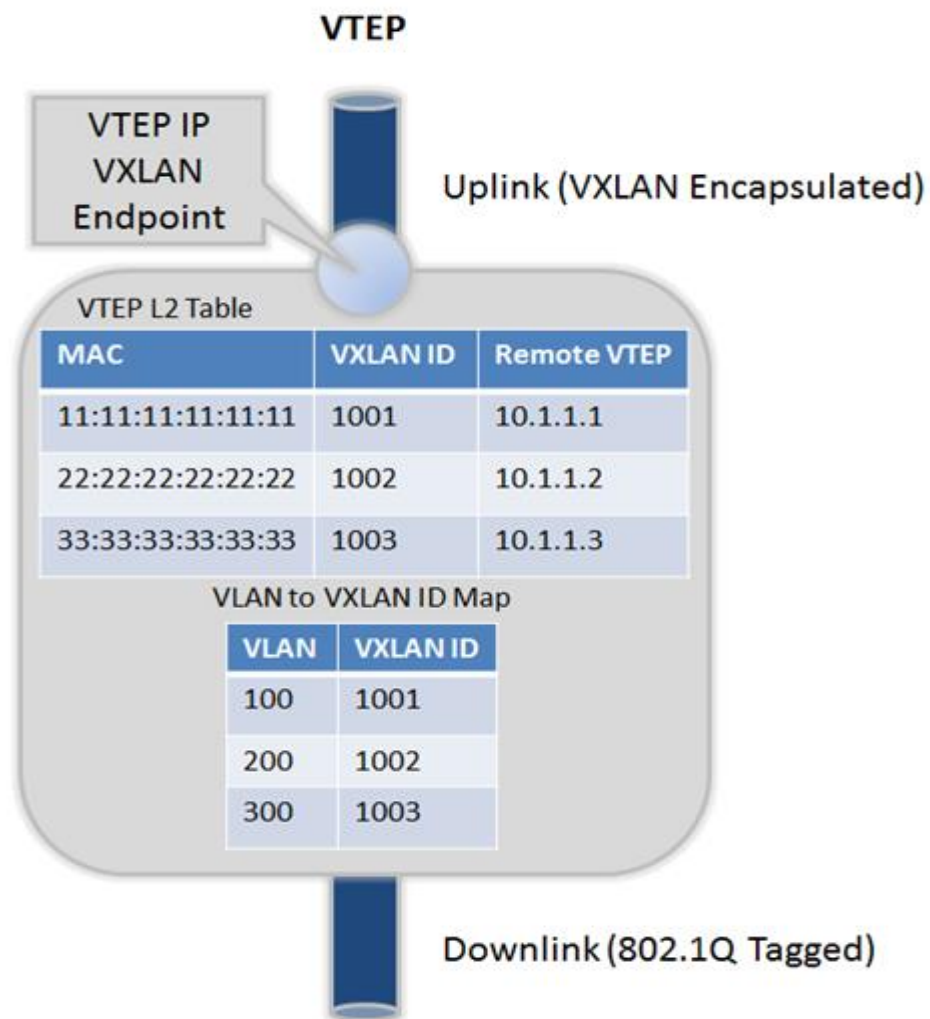 VTEP
VTEP IP
VXLAN
Endpoint
Uplink (VXLAN Encapsulated)
VTEP L2 Table
MAC VXLAN ID Remote VTEP
11:11:11:11:11:11 1001 10.1.1.1
22:22:22:22:22:22 1002 10.1.1.2
33:33:33:33:33:33 1003 10.1.1.3
VLAN to VXLAN ID Map
VLAN VXLAN ID
100 1001
200 1002
300 1003
Downlink (802.1Q Tagged)